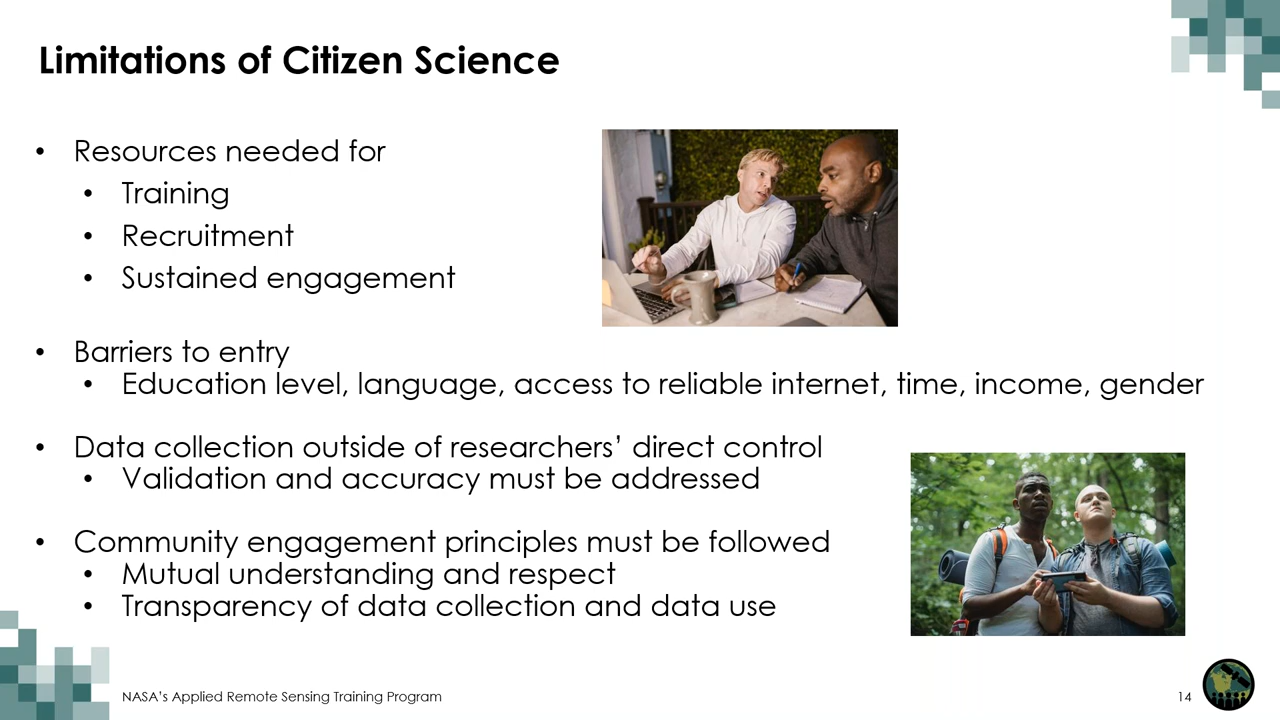 Limitations of Citizen Science
• Resources needed for
• Training
• Recruitment
• Sustained engagement
• Barriers to entry
• Education level, language, access to reliable internet, time, income, gender
• Data collection outside of researchers’ direct control
• Validation and accuracy must be addressed
• Community engagement principles must be followed
• Mutual understanding and respect
• Transparency of data collection and data use
NASA’s Applied Remote Sensing Training Program
14